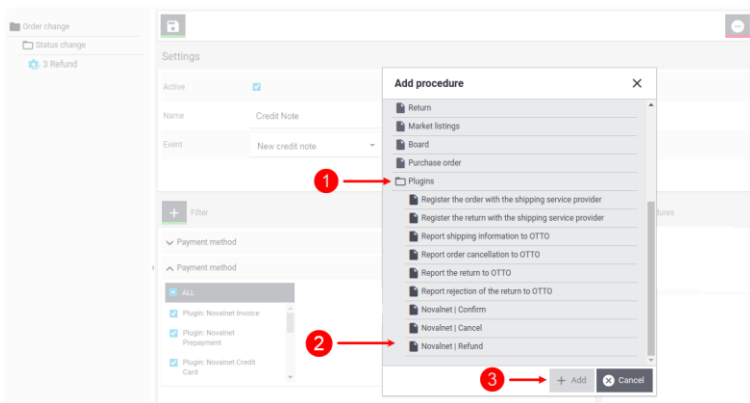 Order change
Status change
3 Refund
Settings
Active
Name
Credit Note
Event
New credit note
Filter
Payment method
Payment method
ALL
Plugin: Novalnet Invoice
Plugin: Novalnet
Prepayment
Plugin: Novalnet Credit
Card
Add procedure
Return
Market listings
Board
Purchase order
1
Plugins
Register the order with the shipping service provider
Register the return with the shipping service provider
Report shipping information to OTTO
Report order cancellation to OTTO
Report the return to OTTO
Report rejection of the return to OTTO
Novalnet | Confirm
Novalnet | Cancel
2
Novalnet | Refund
3
+ Add
Cancel